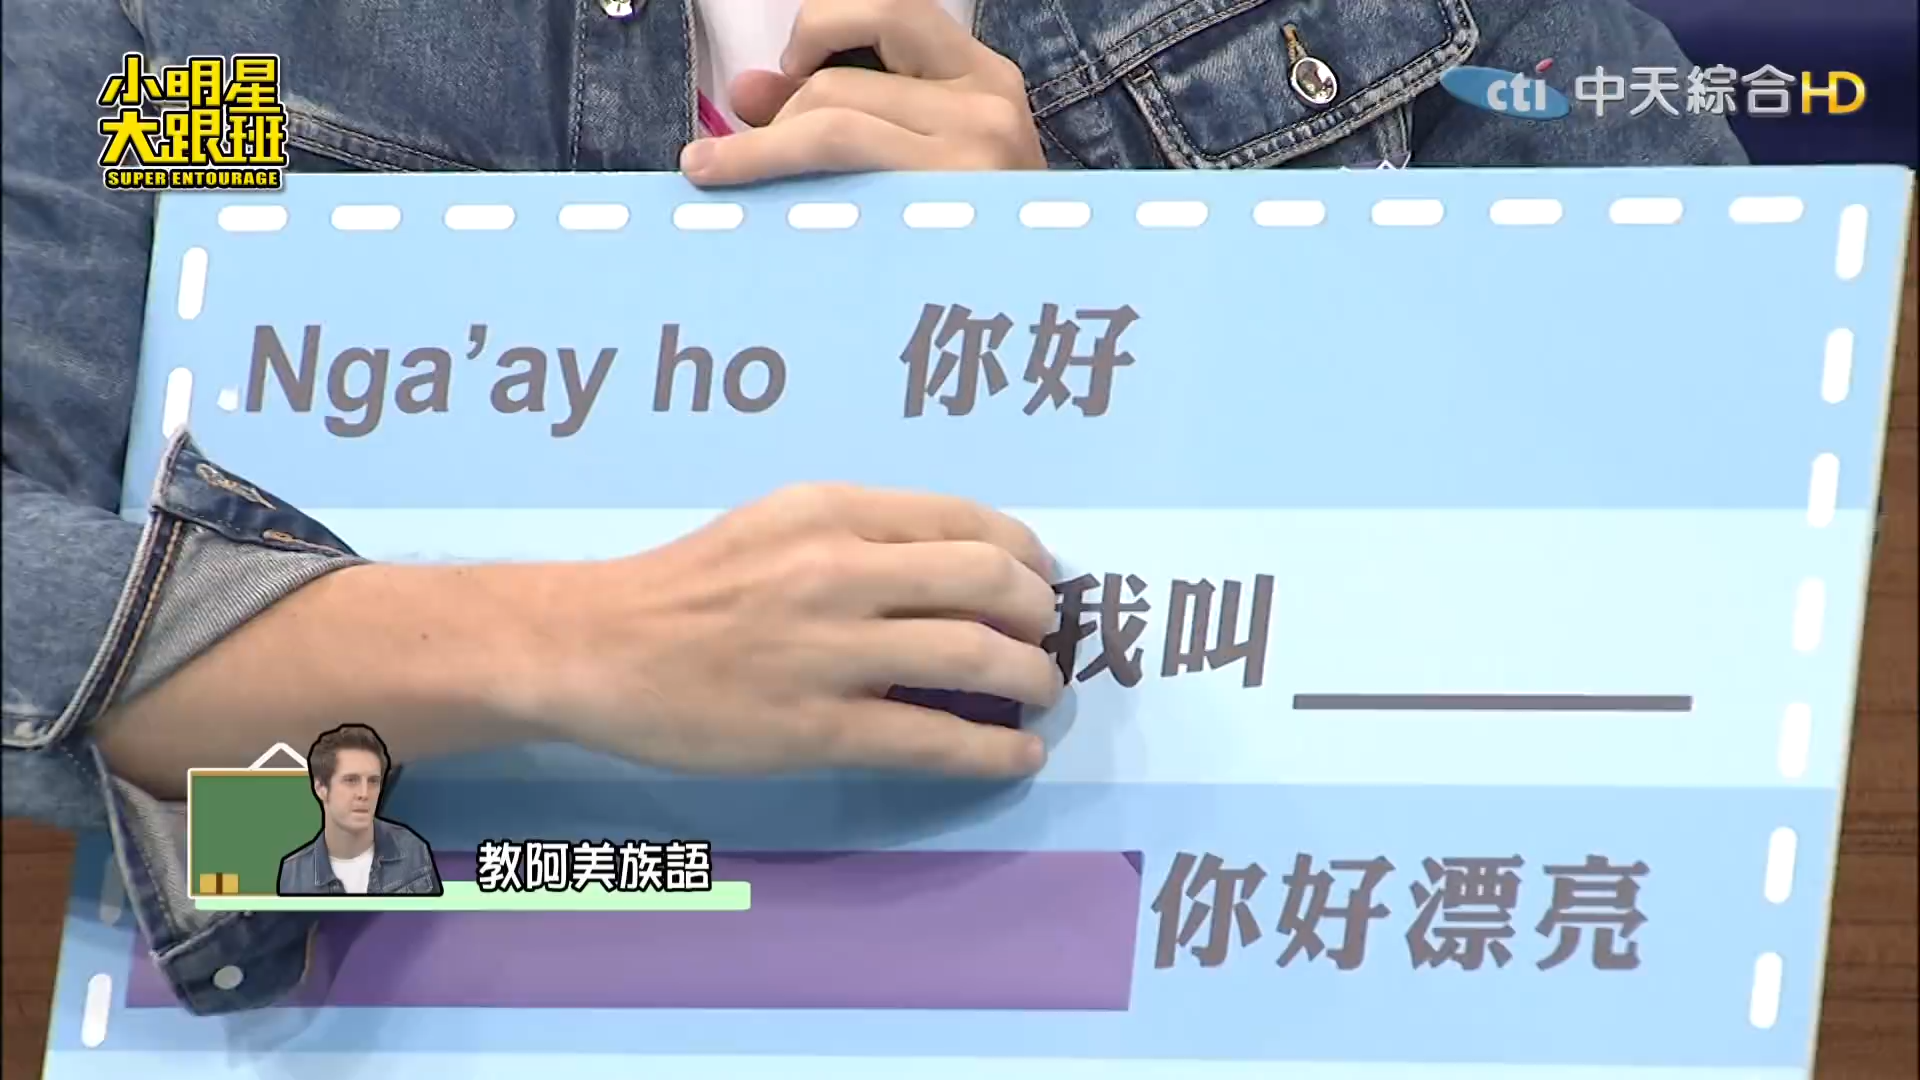 小明星
大跟班
SUPER ENTOURAGE
cti 中天綜合HD
Nga'ay ho 你好
我叫
教阿美族語
你好漂亮